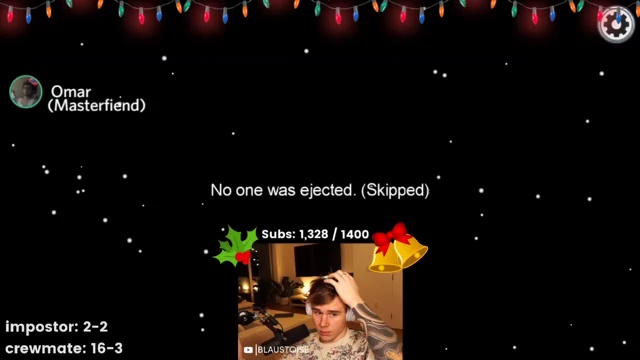 Omar
(Masterfiend)
No one was ejected. (Skipped)
Subs: 1,328 / 1400
BLAUSTOISE
impostor: 2-2
crewmate: 16-3